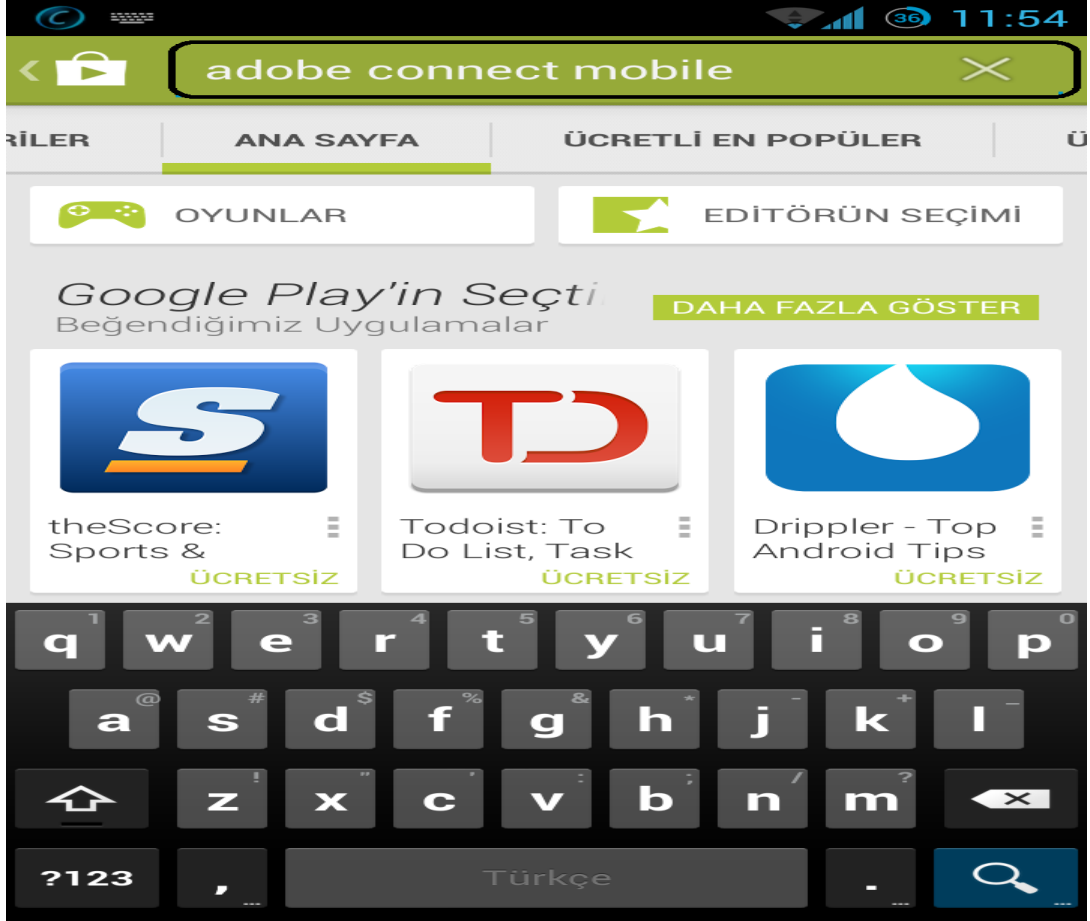 36 11:54
adobe connect mobile
RİLER ANA SAYFA ÜCRETLİ EN POPÜLER Ü
OYUNLAR EDİTÖRÜN SEÇİMİ
Google Play'in Seçti
DAHA FAZLA GÖSTER
Beğendiğimiz Uygulamalar
S TD
theScore: Todoist: To Drippler - Top
Sports & Do List, Task Android Tips
ÜCRETSİZ ÜCRETSİZ ÜCRETSİZ
1 2 3 4 5 6 7 8 9 0
q w e r t y u i o p
@ # $ % & * - + _
a s d f g h j k l
! " ' : ; / ?
z x c v b n m
?123 , Türkçe .